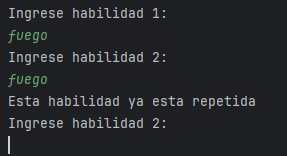 Ingrese habilidad 1:
fuego
Ingrese habilidad 2:
fuego
Esta habilidad ya esta repetida
Ingrese habilidad 2: